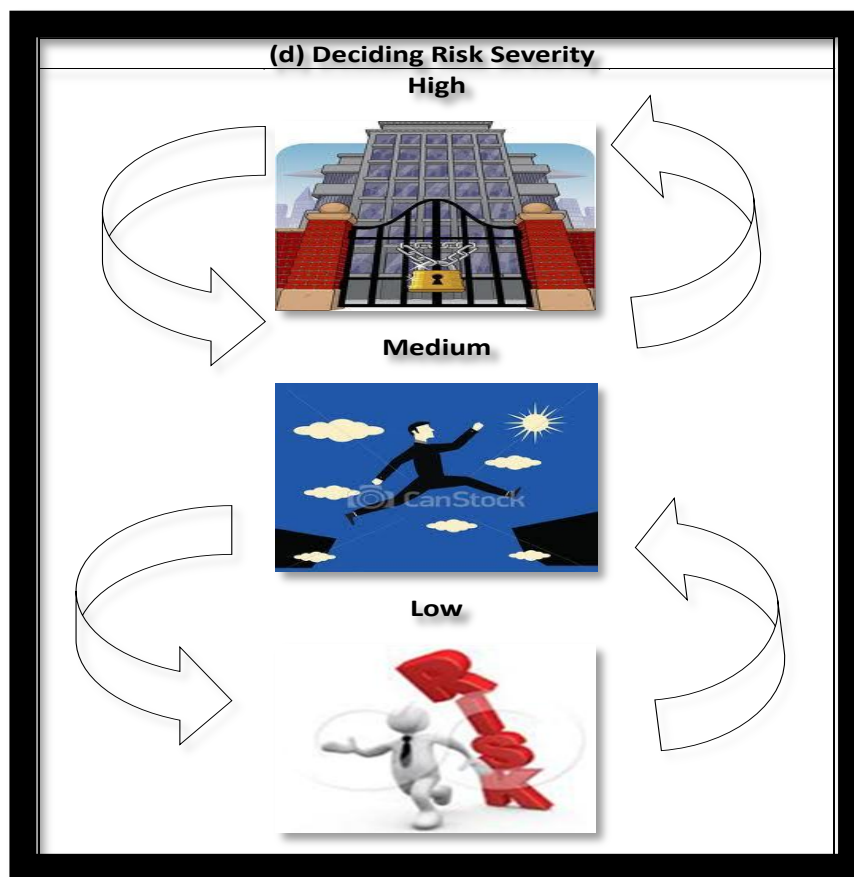 (d) Deciding Risk Severity
High
Medium
CanStock
Low
RISK